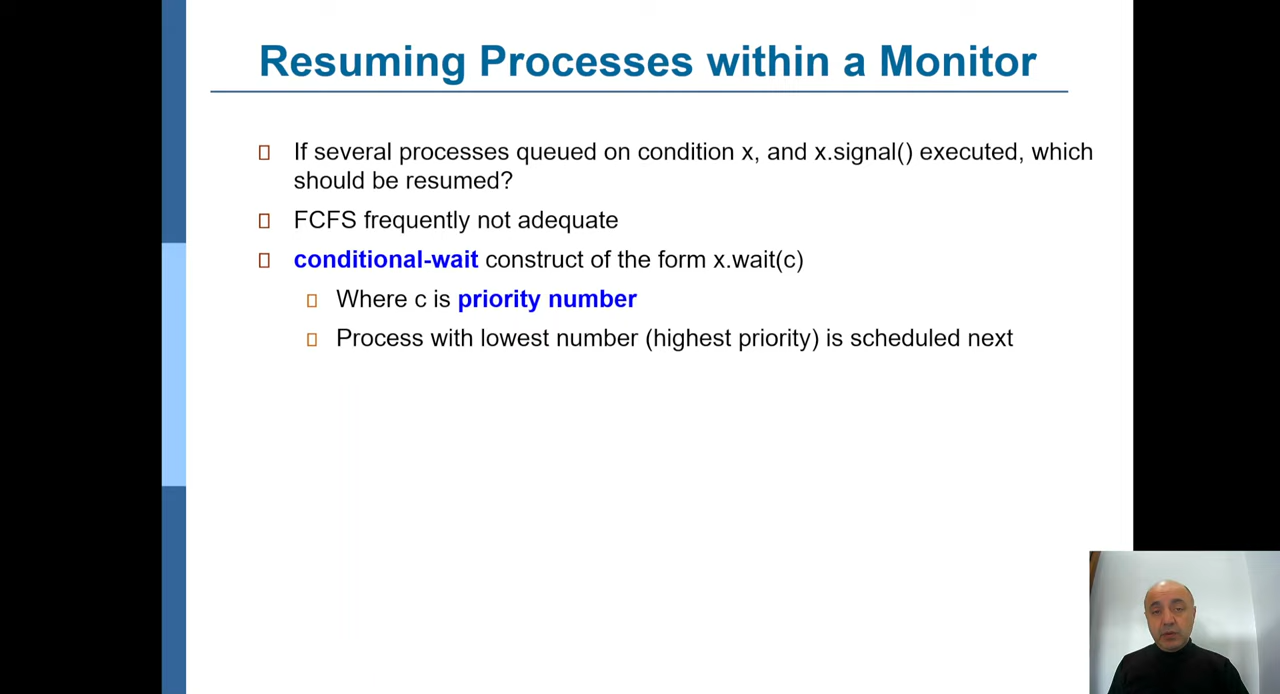 Resuming Processes within a Monitor
If several processes queued on condition x, and x.signal() executed, which
should be resumed?
FCFS frequently not adequate
conditional-wait construct of the form x.wait(c)
Where c is priority number
Process with lowest number (highest priority) is scheduled next